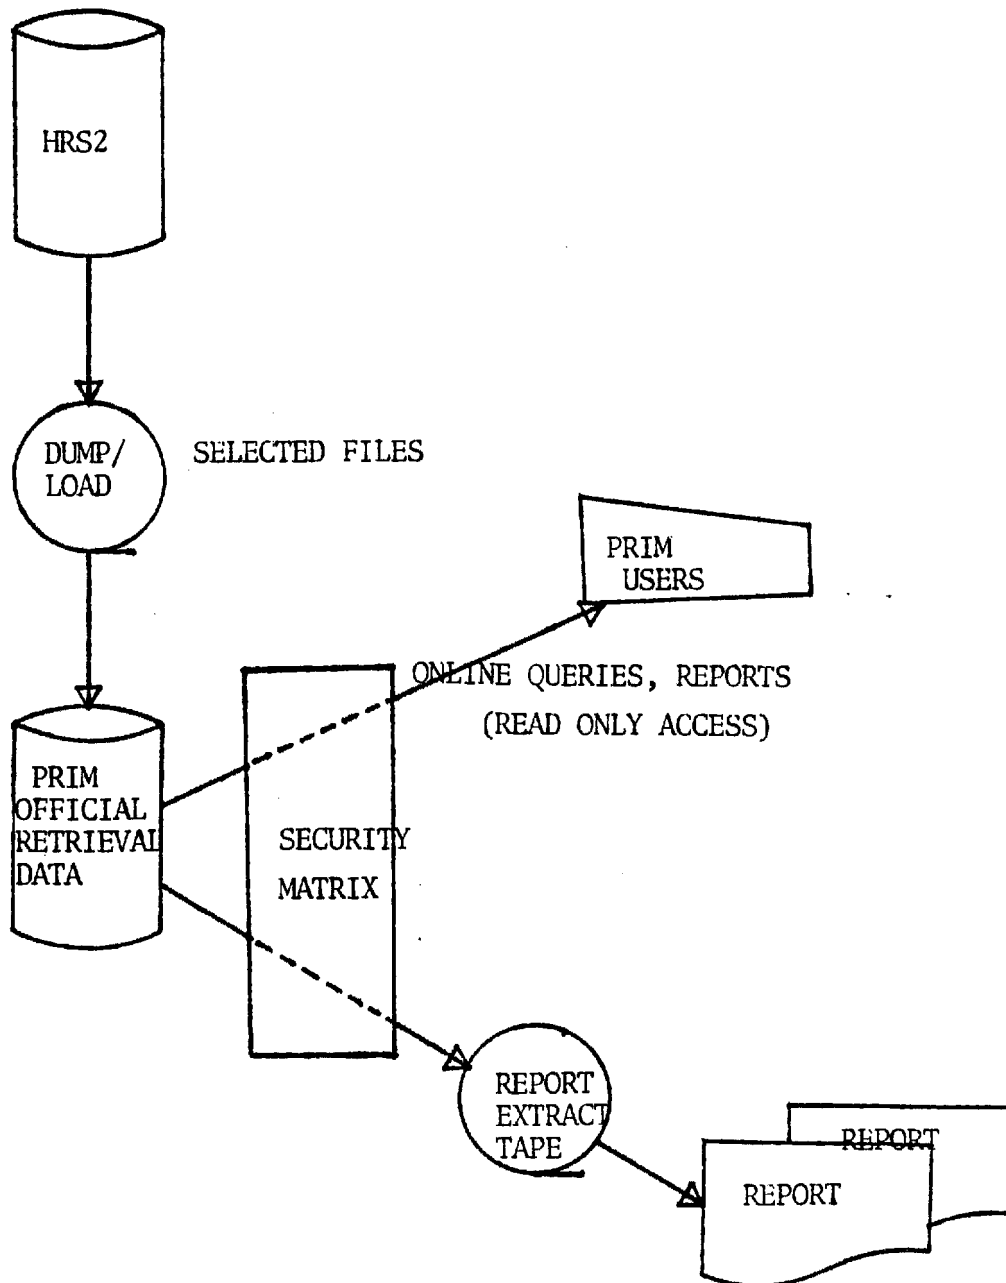 HRS2
DUMP/
LOAD
SELECTED FILES
PRIM
USERS
ONLINE QUERIES, REPORTS
(READ ONLY ACCESS)
PRIM
OFFICIAL
RETRIEVAL
DATA
SECURITY
MATRIX
REPORT
EXTRACT
TAPE
REPORT
REPORT